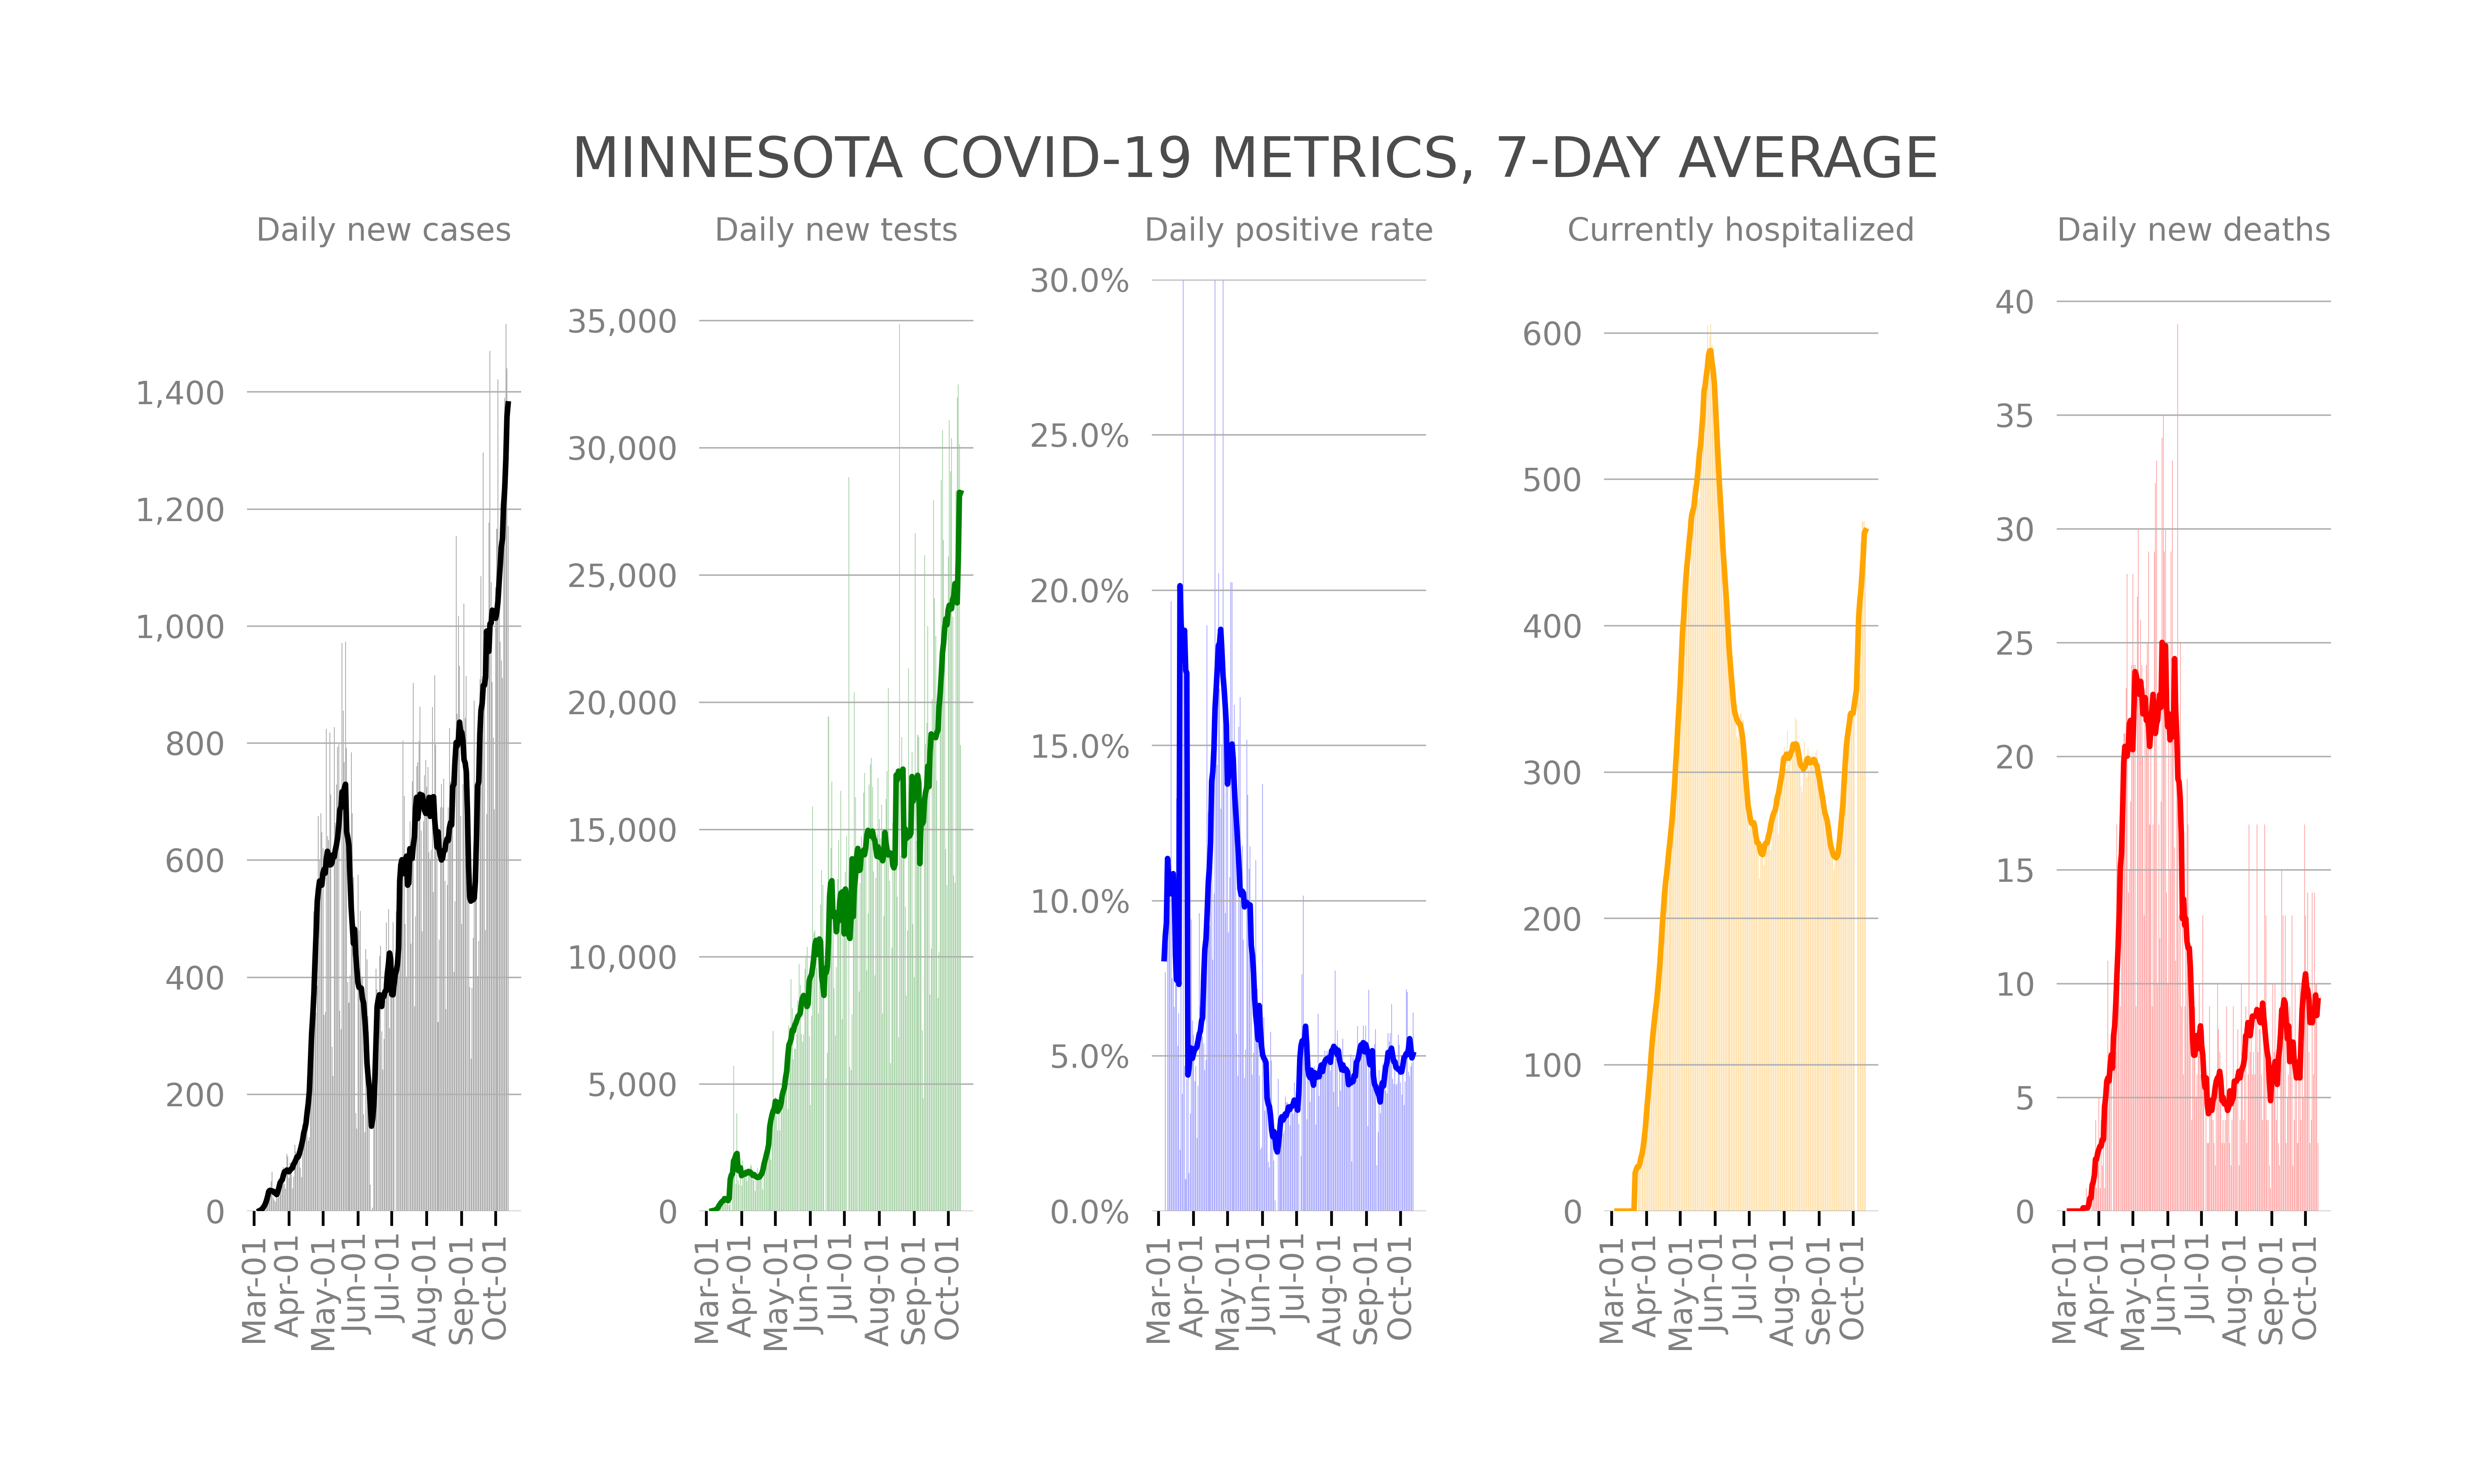 MINNESOTA COVID-19 METRICS, 7-DAY AVERAGE
Daily new cases
1,400
1,200
1,000
800
600
400
200
0
Mar-01
Apr-01
May-01
Jun-01
Jul-01
Aug-01
Sep-01
Oct-01
Daily new tests
35,000
30,000
25,000
20,000
15,000
10,000
5,000
0
Mar-01
Apr-01
May-01
Jun-01
Jul-01
Aug-01
Sep-01
Oct-01
Daily positive rate
30.0%
25.0%
20.0%
15.0%
10.0%
5.0%
0.0%
Mar-01
Apr-01
May-01
Jun-01
Jul-01
Aug-01
Sep-01
Oct-01
Currently hospitalized
600
500
400
300
200
100
0
Mar-01
Apr-01
May-01
Jun-01
Jul-01
Aug-01
Sep-01
Oct-01
Daily new deaths
40
35
30
25
20
15
10
5
0
Mar-01
Apr-01
May-01
Jun-01
Jul-01
Aug-01
Sep-01
Oct-01